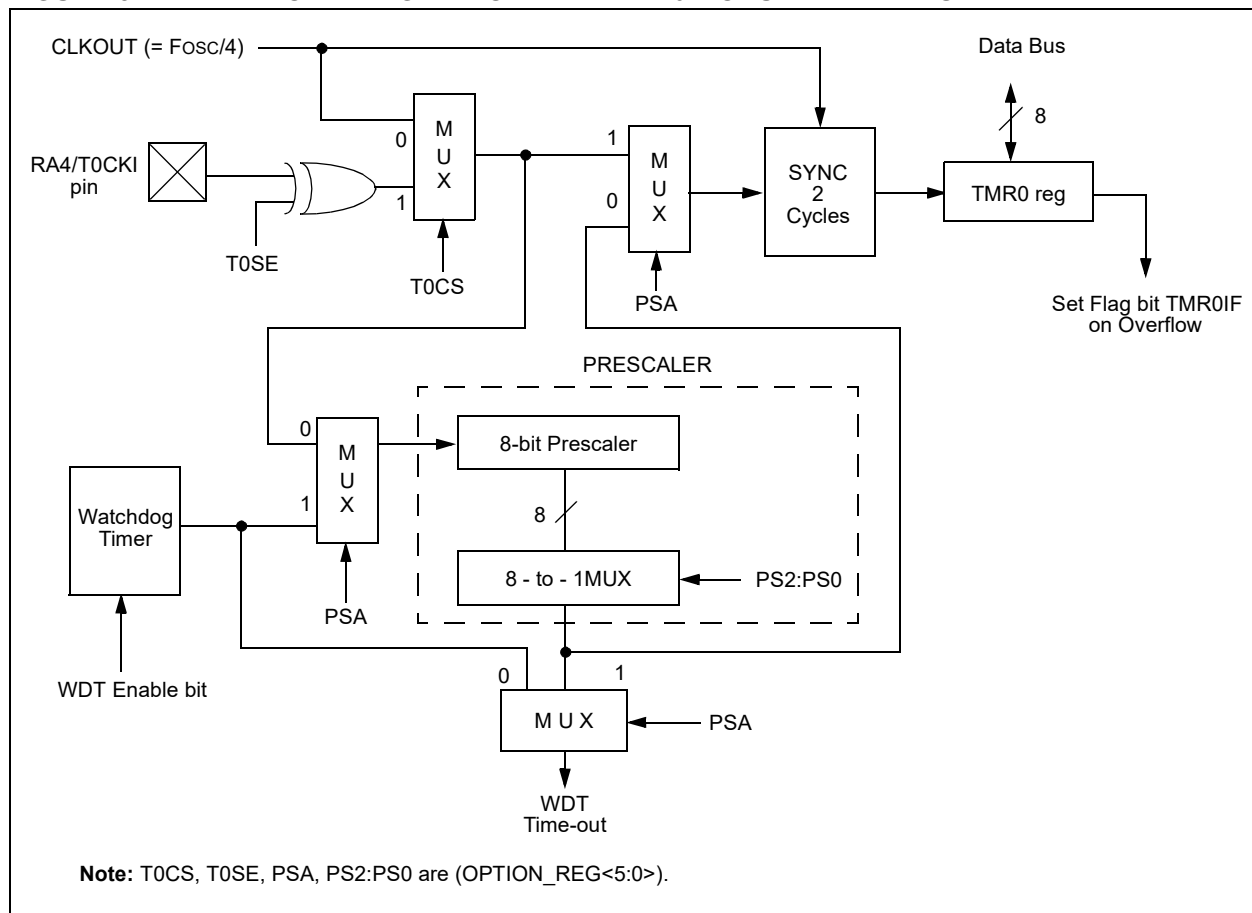 CLKOUT (= FOSC/4)
Data Bus
8
RA4/T0CKI
pin
0
1
M
U
X
T0SE
T0CS
1
0
M
U
X
PSA
SYNC
2
Cycles
TMR0 reg
Set Flag bit TMR0IF
on Overflow
PRESCALER
0
1
M
U
X
8-bit Prescaler
Watchdog
Timer
8
8 - to - 1MUX
PS2:PS0
PSA
WDT Enable bit
0
1
M U X
PSA
WDT
Time-out
Note: T0CS, T0SE, PSA, PS2:PS0 are (OPTION_REG<5:0>).